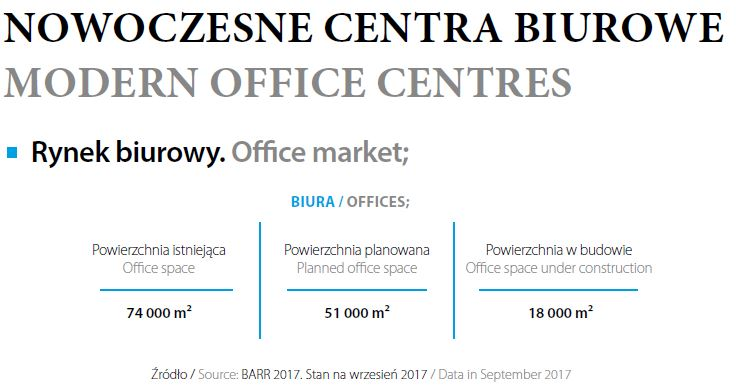 NOWOCZESNE CENTRA BIUROWE
MODERN OFFICE CENTRES
Rynek biurowy. Office market;
BIURA / OFFICES;
Powierzchnia istniejąca
Office space
74 000 m²
Powierzchnia planowana
Planned office space
51 000 m²
Powierzchnia w budowie
Office space under construction
18 000 m²
Źródło / Source: BARR 2017. Stan na wrzesień 2017 / Data in September 2017